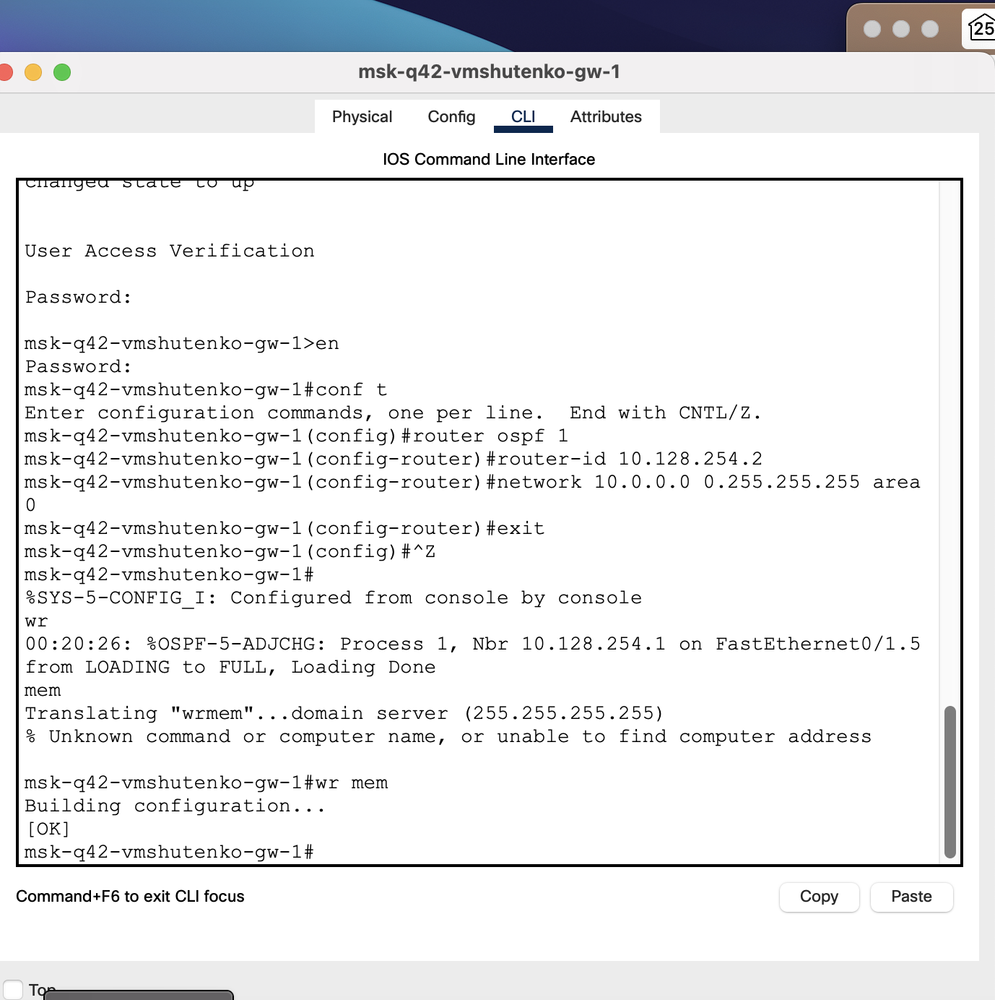 25
msk-q42-vmshutenko-gw-1
Physical Config CLI Attributes
IOS Command Line Interface
changed state to up
User Access Verification
Password:
msk-q42-vmshutenko-gw-1>en
Password:
msk-q42-vmshutenko-gw-1#conf t
Enter configuration commands, one per line.  End with CNTL/Z.
msk-q42-vmshutenko-gw-1(config)#router ospf 1
msk-q42-vmshutenko-gw-1(config-router)#router-id 10.128.254.2
msk-q42-vmshutenko-gw-1(config-router)#network 10.0.0.0 0.255.255.255 area
0
msk-q42-vmshutenko-gw-1(config-router)#exit
msk-q42-vmshutenko-gw-1(config)#^Z
msk-q42-vmshutenko-gw-1#
%SYS-5-CONFIG_I: Configured from console by console
wr
00:20:26: %OSPF-5-ADJCHG: Process 1, Nbr 10.128.254.1 on FastEthernet0/1.5
from LOADING to FULL, Loading Done
mem
Translating "wrmem"...domain server (255.255.255.255)
% Unknown command or computer name, or unable to find computer address
msk-q42-vmshutenko-gw-1#wr mem
Building configuration...
[OK]
msk-q42-vmshutenko-gw-1#
Command+F6 to exit CLI focus
Copy Paste
Top